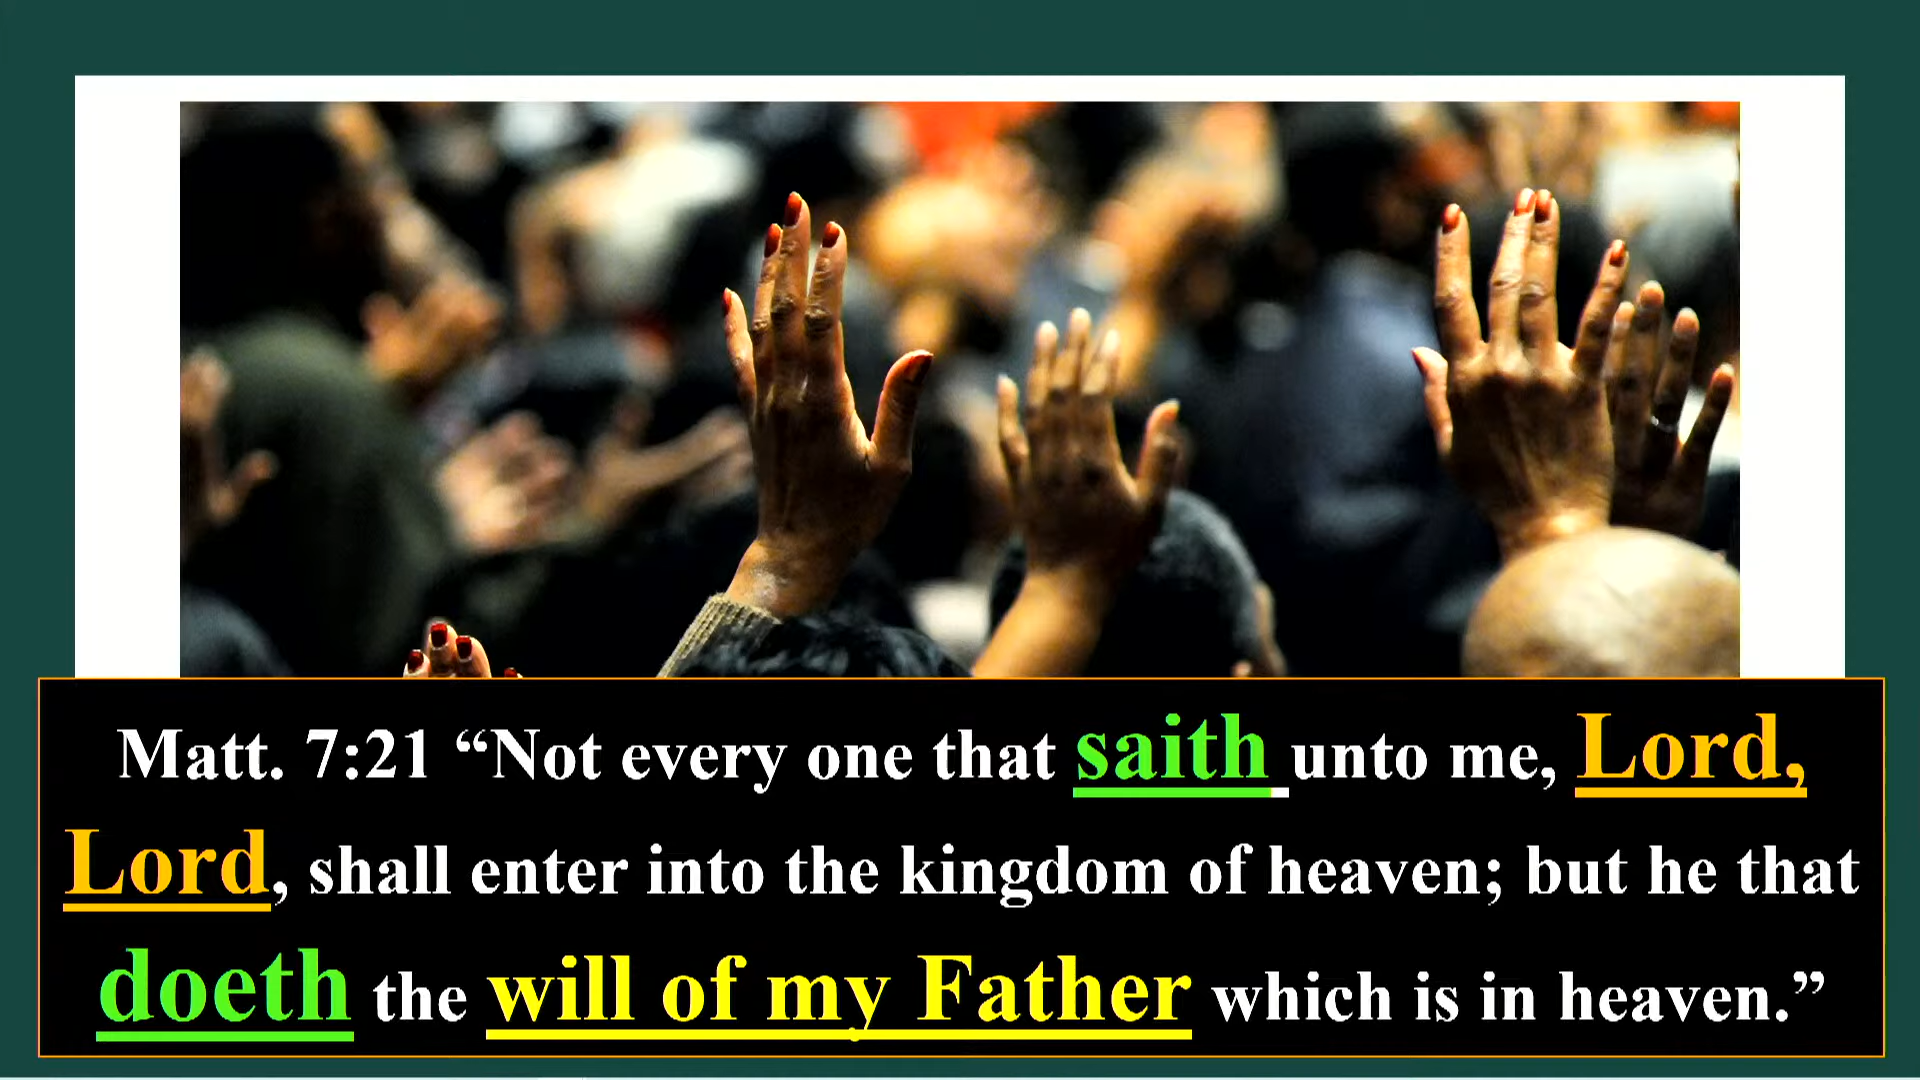 Matt. 7:21 “Not every one that saith unto me, Lord,
Lord, shall enter into the kingdom of heaven; but he that
doeth the will of my Father which is in heaven.”